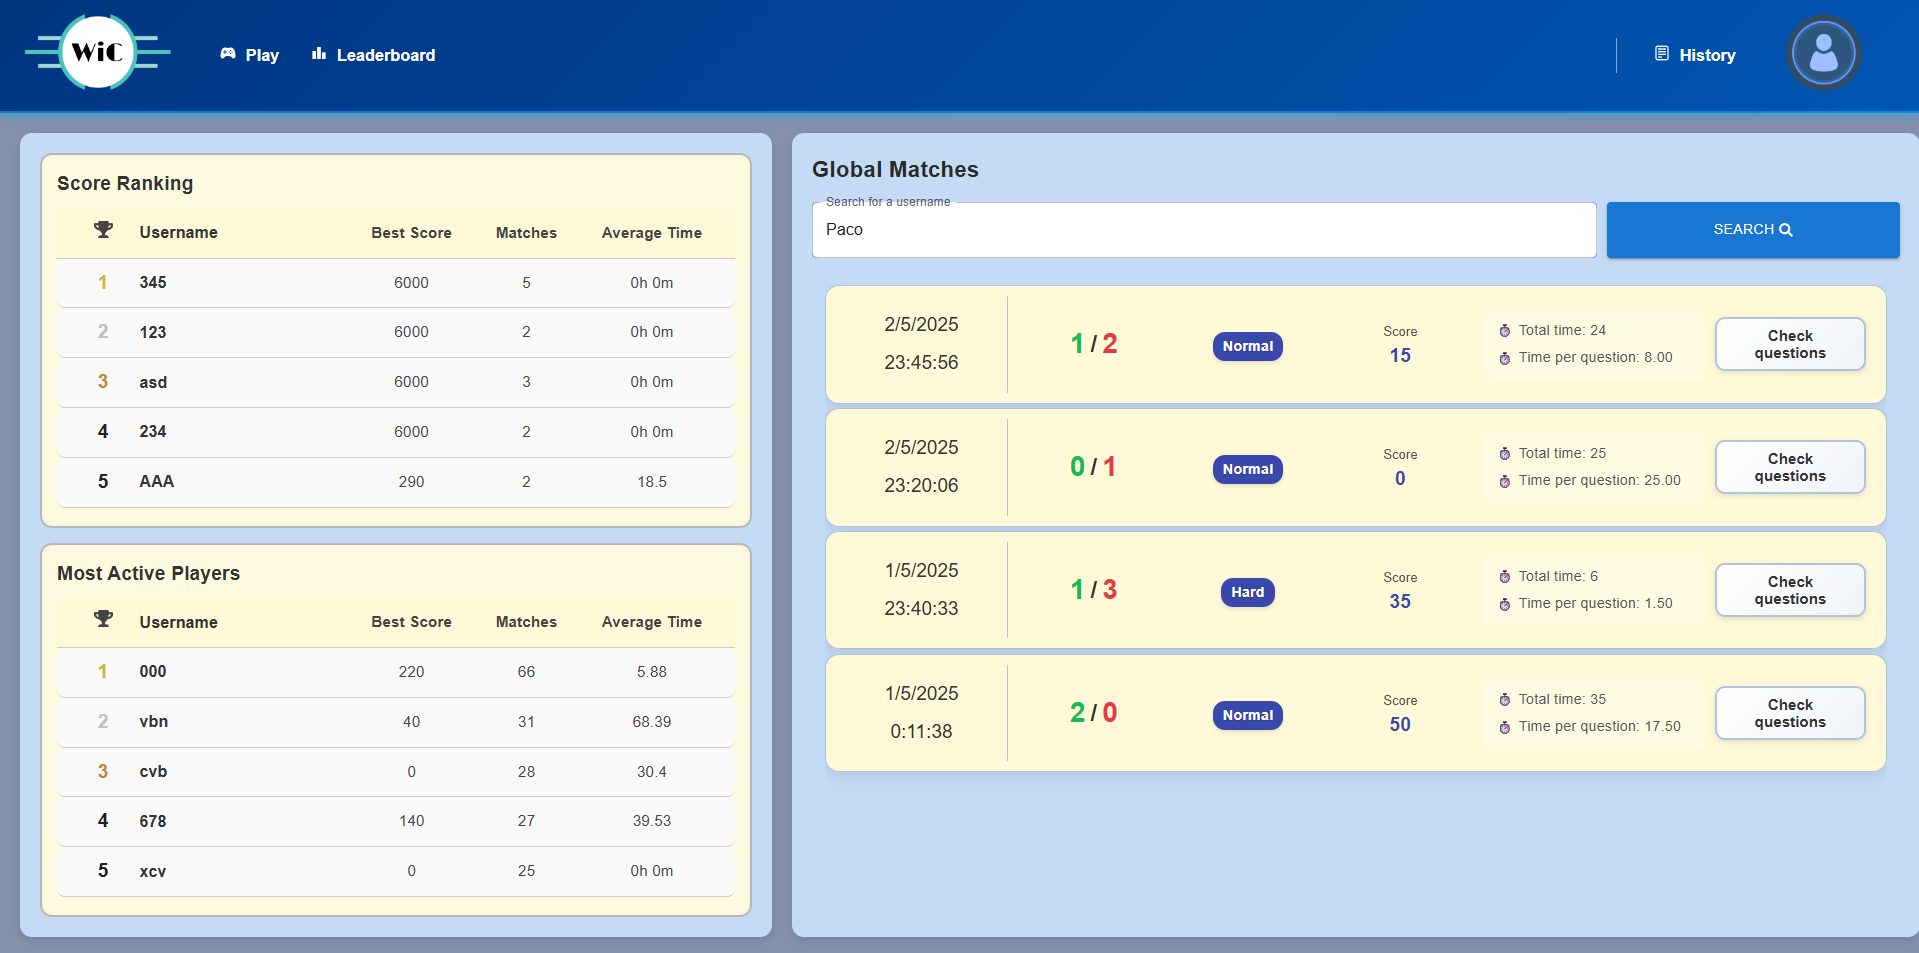 WiC
Play
Leaderboard
History
Score Ranking
Username Best Score Matches Average Time
1 345 6000 5 0h 0m
2 123 6000 2 0h 0m
3 asd 6000 3 0h 0m
4 234 6000 2 0h 0m
5 AAA 290 2 18.5
Most Active Players
Username Best Score Matches Average Time
1 000 220 66 5.88
2 vbn 40 31 68.39
3 cvb 0 28 30.4
4 678 140 27 39.53
5 xcv 0 25 0h 0m
Global Matches
Search for a username
Paco
SEARCH
2/5/2025
23:45:56
1 / 2
Normal
Score
15
Total time: 24
Time per question: 8.00
Check
questions
2/5/2025
23:20:06
0 / 1
Normal
Score
0
Total time: 25
Time per question: 25.00
Check
questions
1/5/2025
23:40:33
1 / 3
Hard
Score
35
Total time: 6
Time per question: 1.50
Check
questions
1/5/2025
0:11:38
2 / 0
Normal
Score
50
Total time: 35
Time per question: 17.50
Check
questions